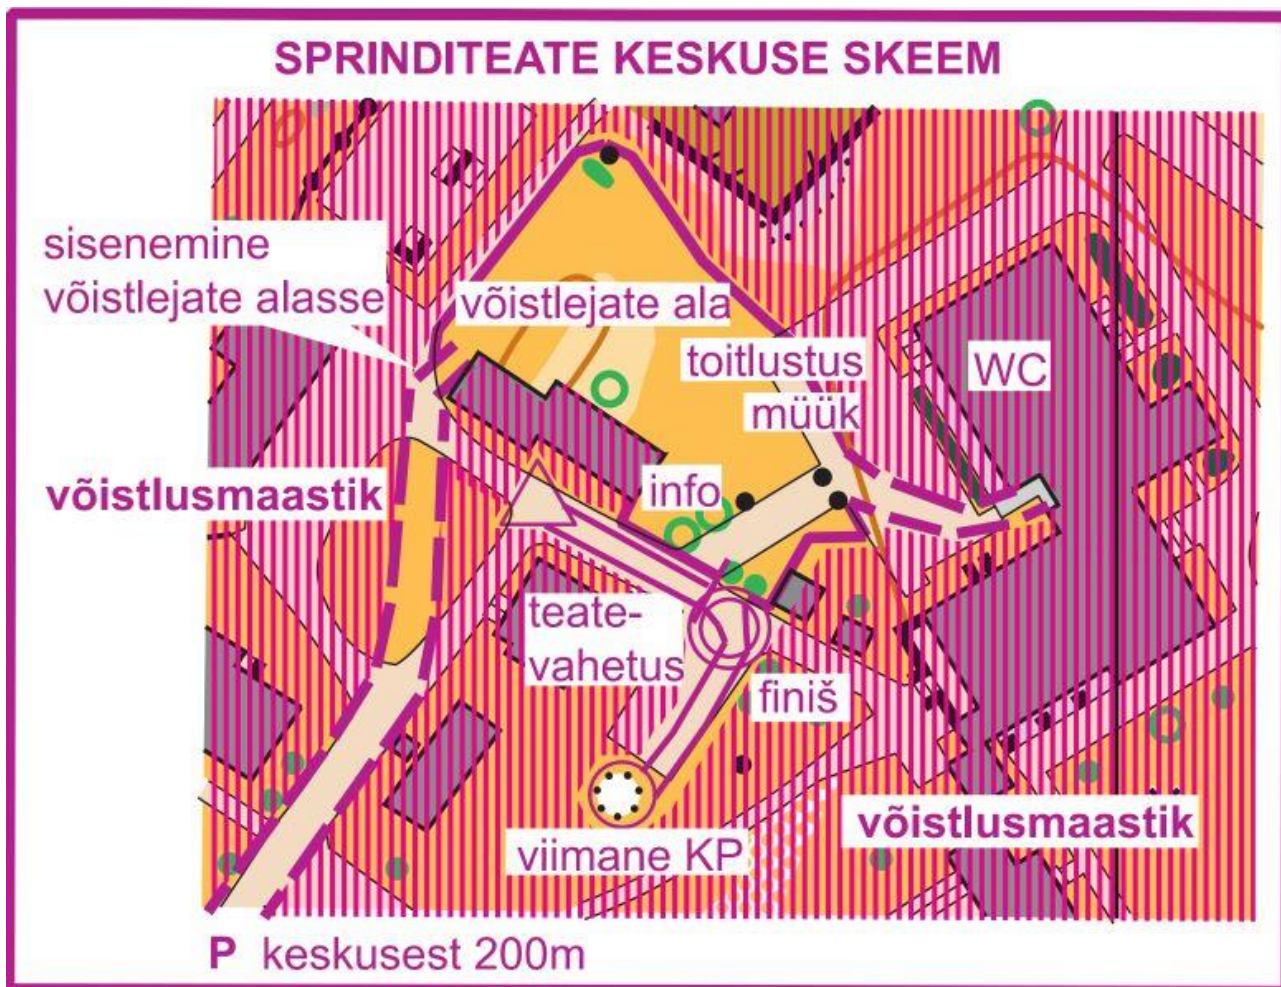 SPRINDITEATE KESKUSE SKEEM
sisenemine
võistlejate alasse
võistlejate ala
toitlustus
müük
WC
võistlusmaastik
info
teate-
vahetus
finiš
viimane KP
võistlusmaastik
P keskusest 200m